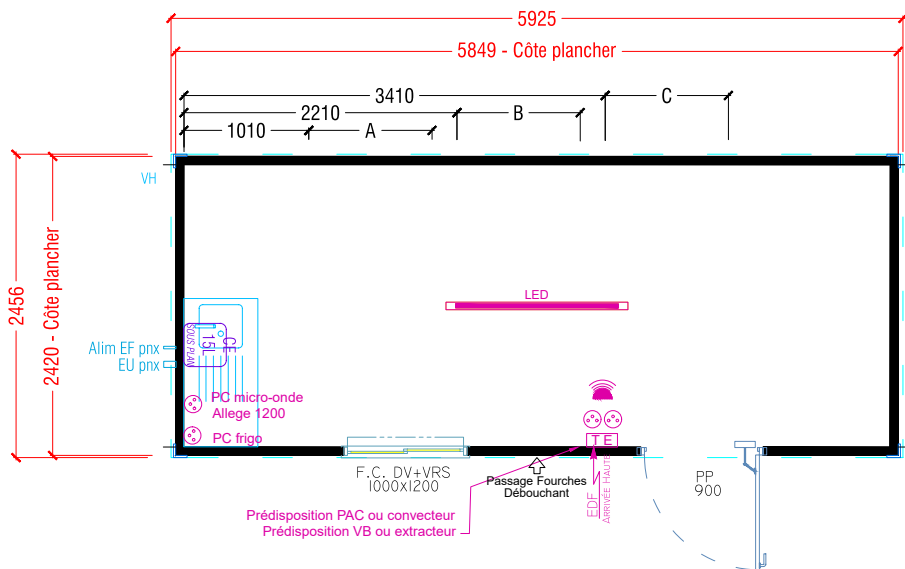 5925
5849 - Côte plancher
3410
C
2210
B
1010
A
VH
2456
2420 - Côte plancher
LED
SOUS PLAN
15L
CE
Alim EF pnx
EU pnx
PC micro-onde
Allege 1200
PC frigo
T E
F.C. DV+VRS
1000X1200
Passage Fourches
Débouchant
EDF
ARRIVÉE HAUTE
PP
900
Prédisposition PAC ou convecteur
Prédisposition VB ou extracteur